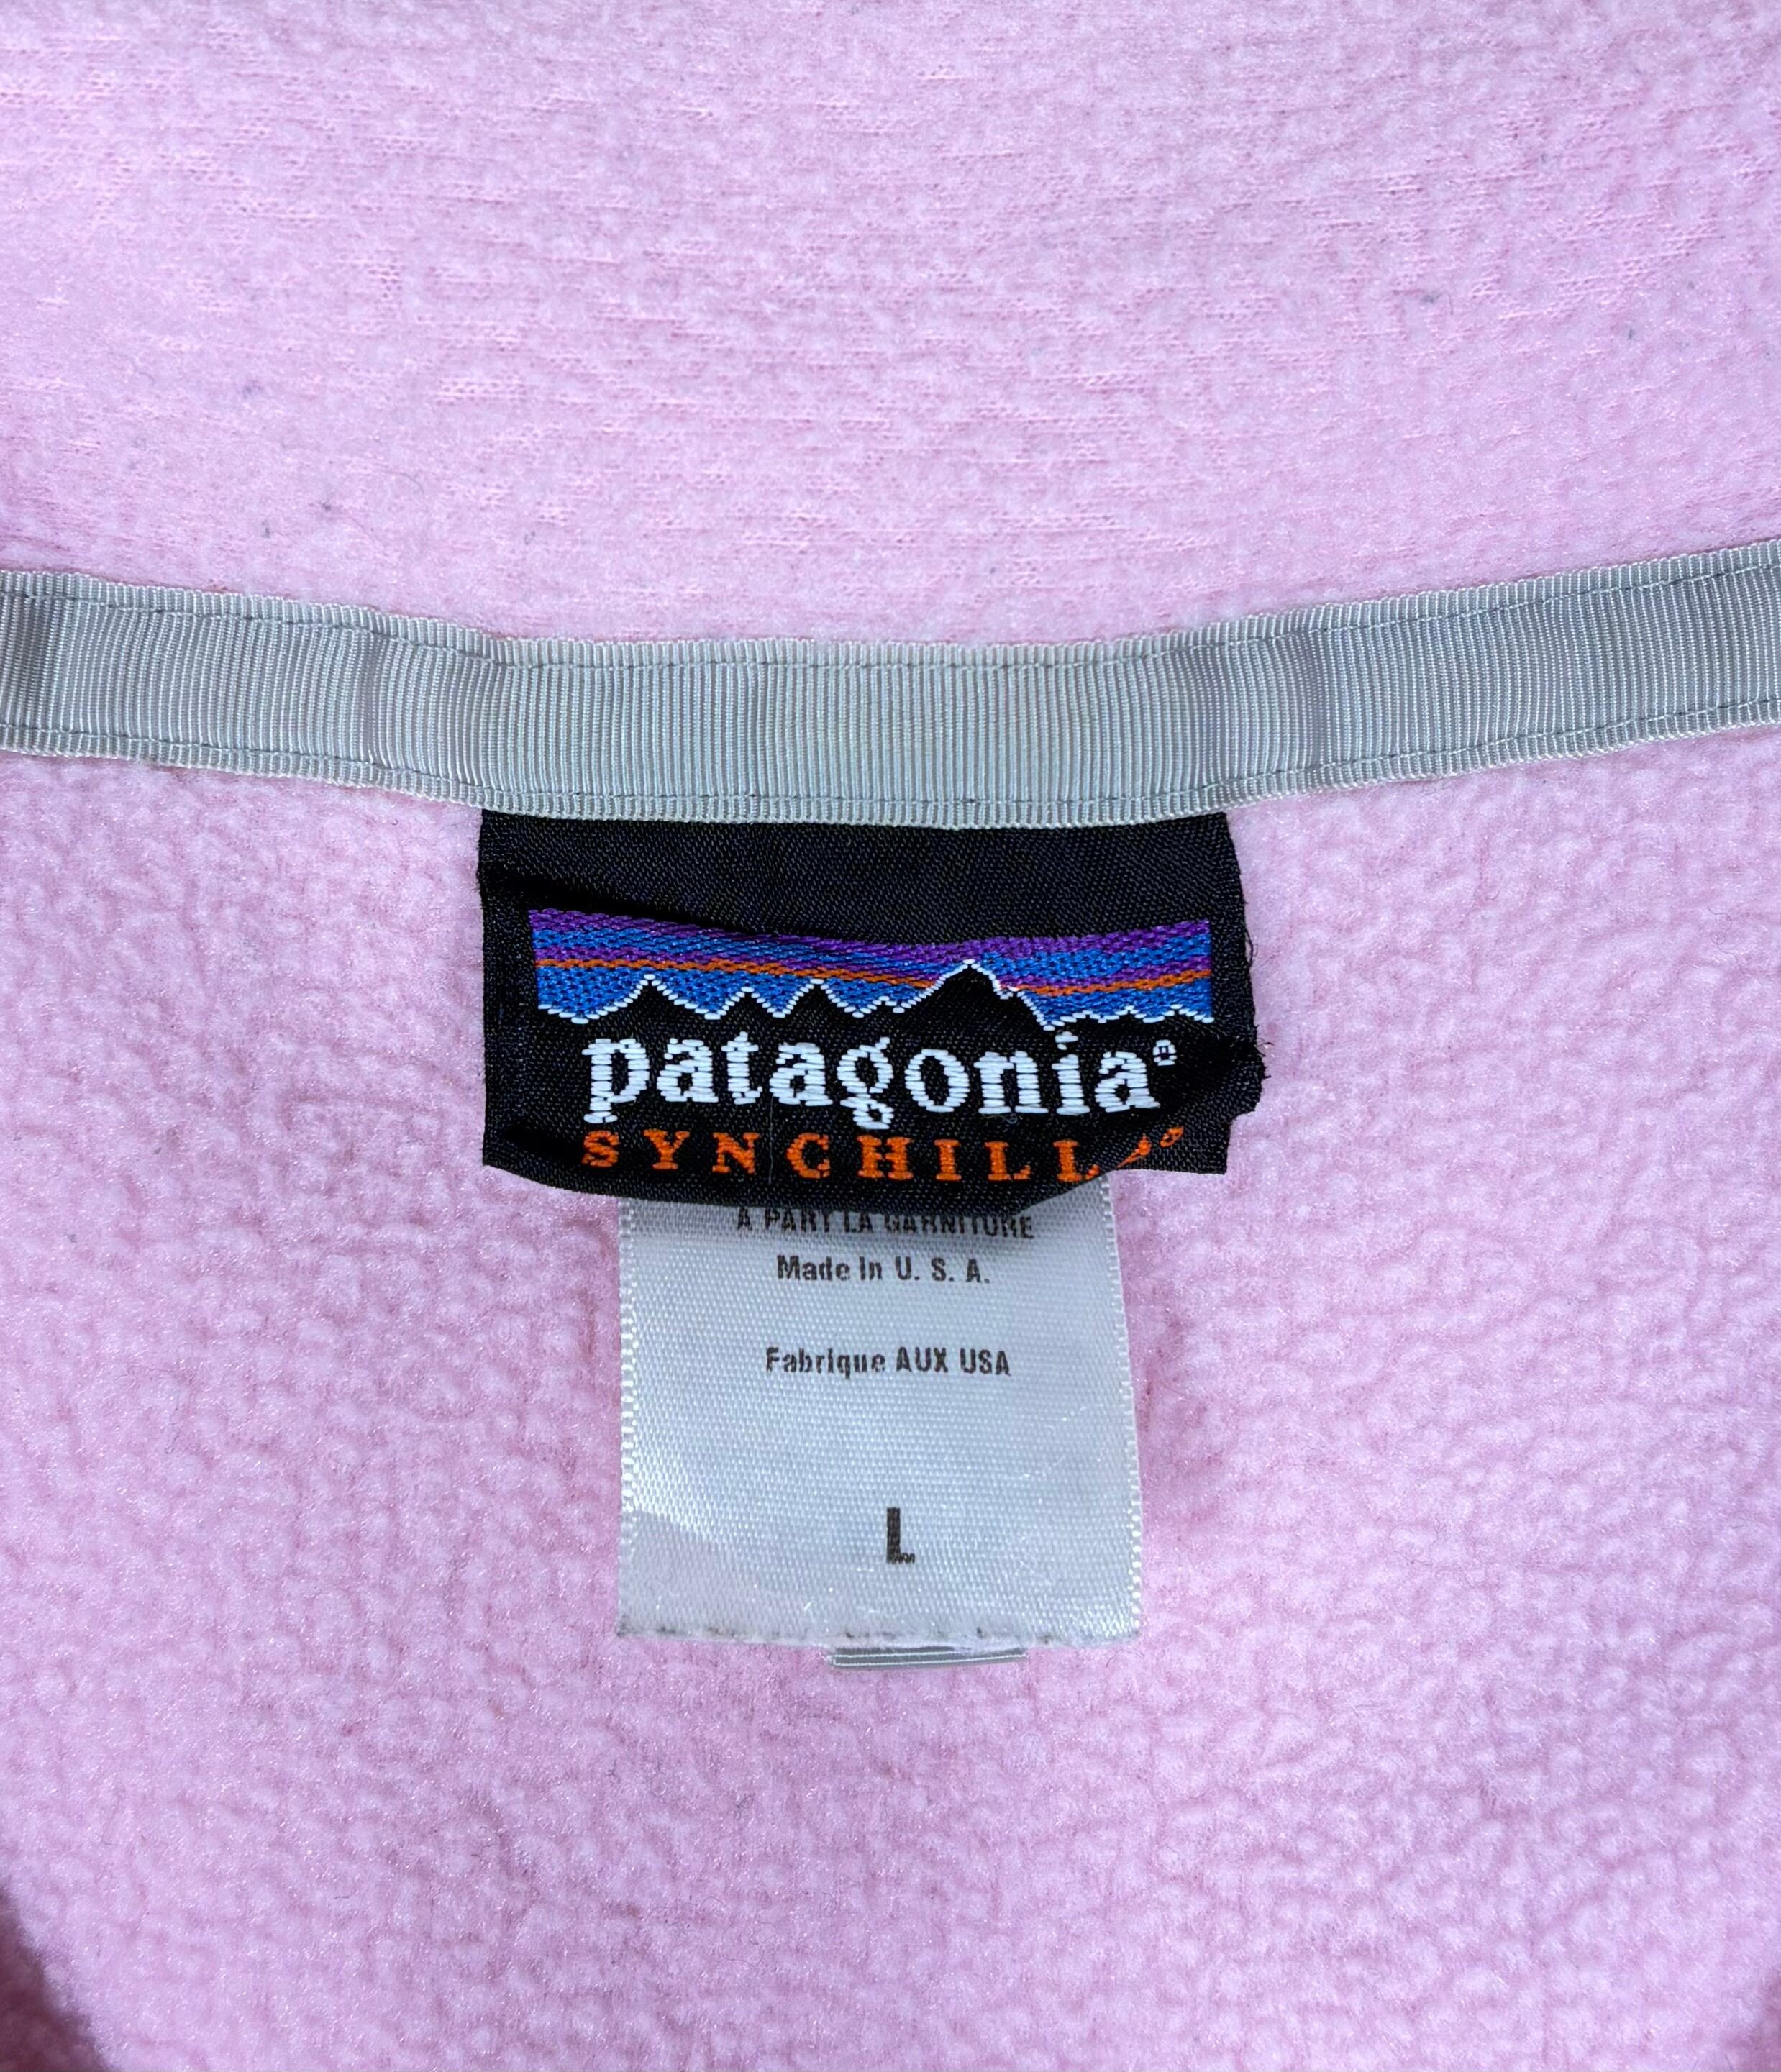 patagonia®
SYNCHILLA®
A PART LA GARNITURE
Made in U. S. A.
Fabrique AUX USA
L